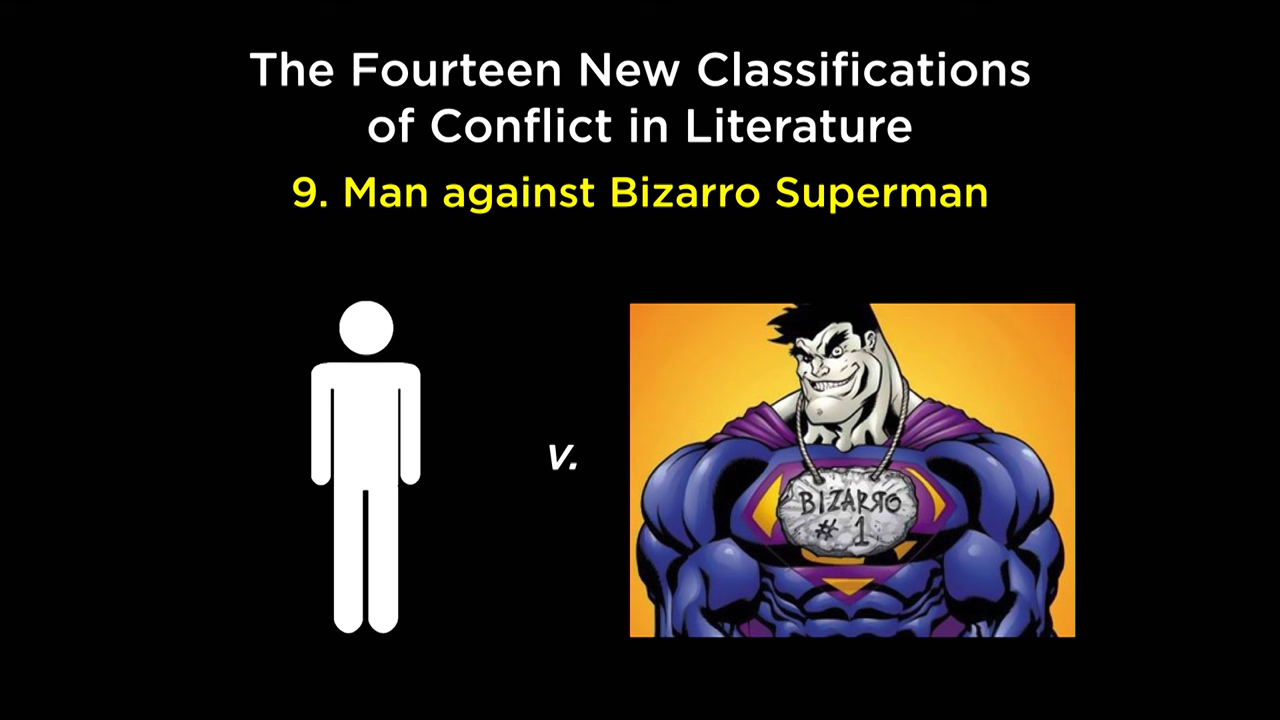 The Fourteen New Classifications
of Conflict in Literature
9. Man against Bizarro Superman
v.
BIZARRO
# 1